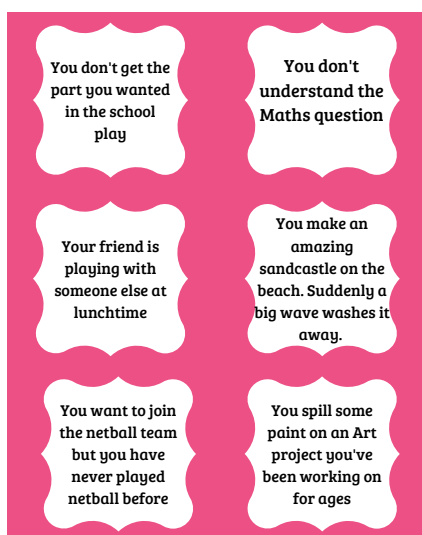 You don't get the
part you wanted
in the school
play
You don't
understand the
Maths question
Your friend is
playing with
someone else at
lunchtime
You make an
amazing
sandcastle on the
beach. Suddenly a
big wave washes it
away.
You want to join
the netball team
but you have
never played
netball before
You spill some
paint on an Art
project you've
been working on
for ages